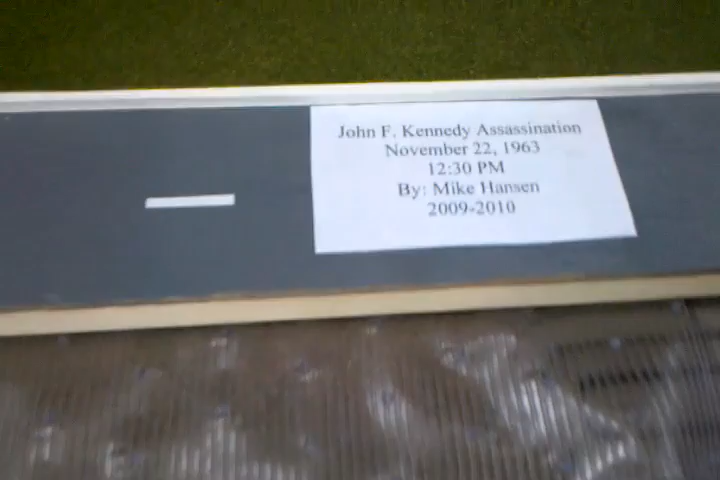 John F. Kennedy Assassination
November 22, 1963
12:30 PM
By: Mike Hansen
2009-2010